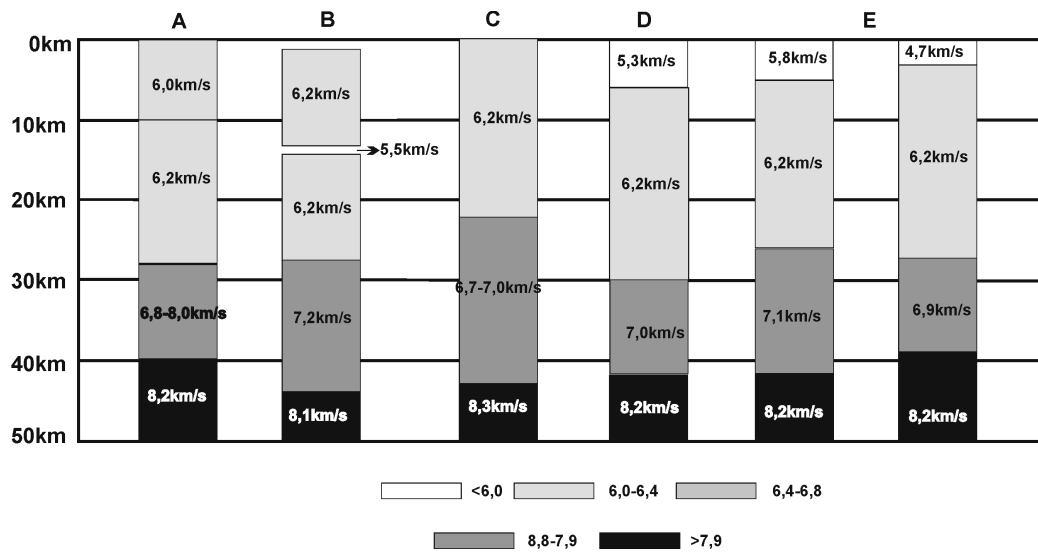 A B C D E
0km
10km
20km
30km
40km
50km
6,0km/s
6,2km/s
6,8-8,0km/s
8,2km/s
6,2km/s
5,5km/s
6,2km/s
7,2km/s
8,1km/s
6,2km/s
6,7-7,0km/s
8,3km/s
5,3km/s
6,2km/s
7,0km/s
8,2km/s
5,8km/s
6,2km/s
7,1km/s
8,2km/s
4,7km/s
6,2km/s
6,9km/s
8,2km/s
<6,0 6,0-6,4 6,4-6,8
8,8-7,9 >7,9